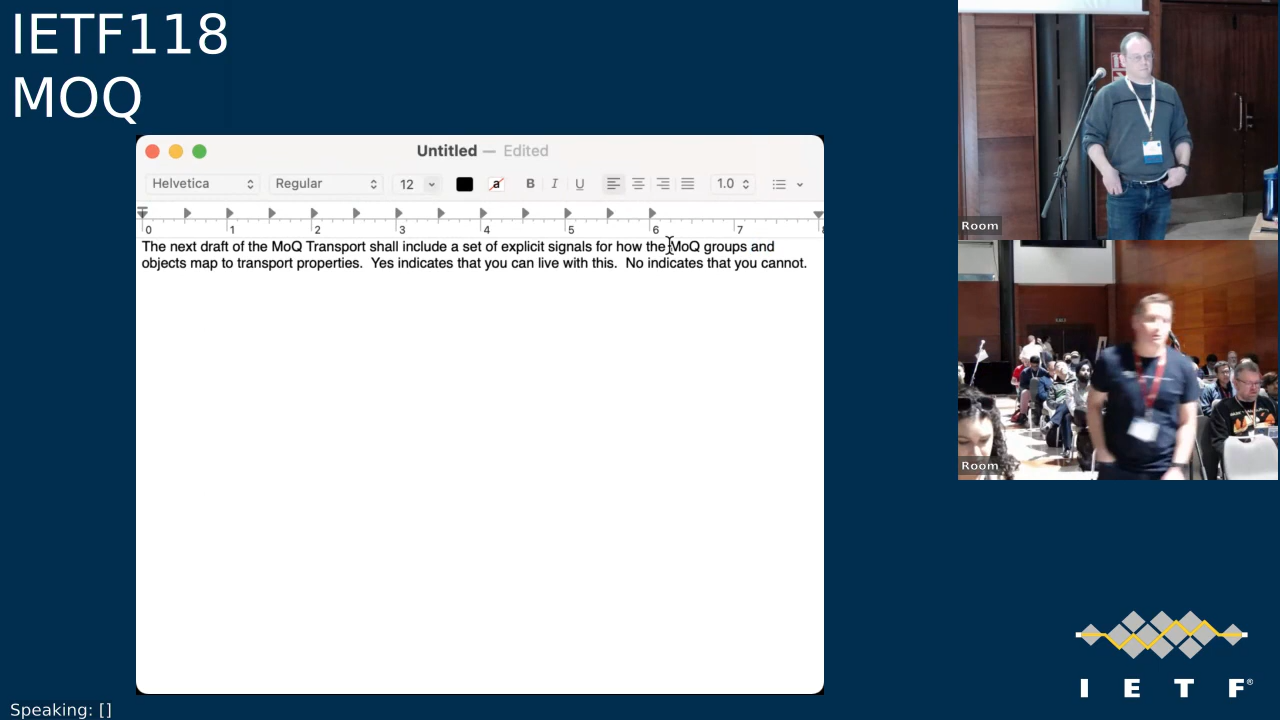 IETF118
MOQ
Untitled — Edited
Helvetica Regular 12 a B I U 1.0
0 1 2 3 4 5 6 7 8
The next draft of the MoQ Transport shall include a set of explicit signals for how the MoQ groups and
objects map to transport properties.  Yes indicates that you can live with this.  No indicates that you cannot.
Room
Room
I E T F®
Speaking: []